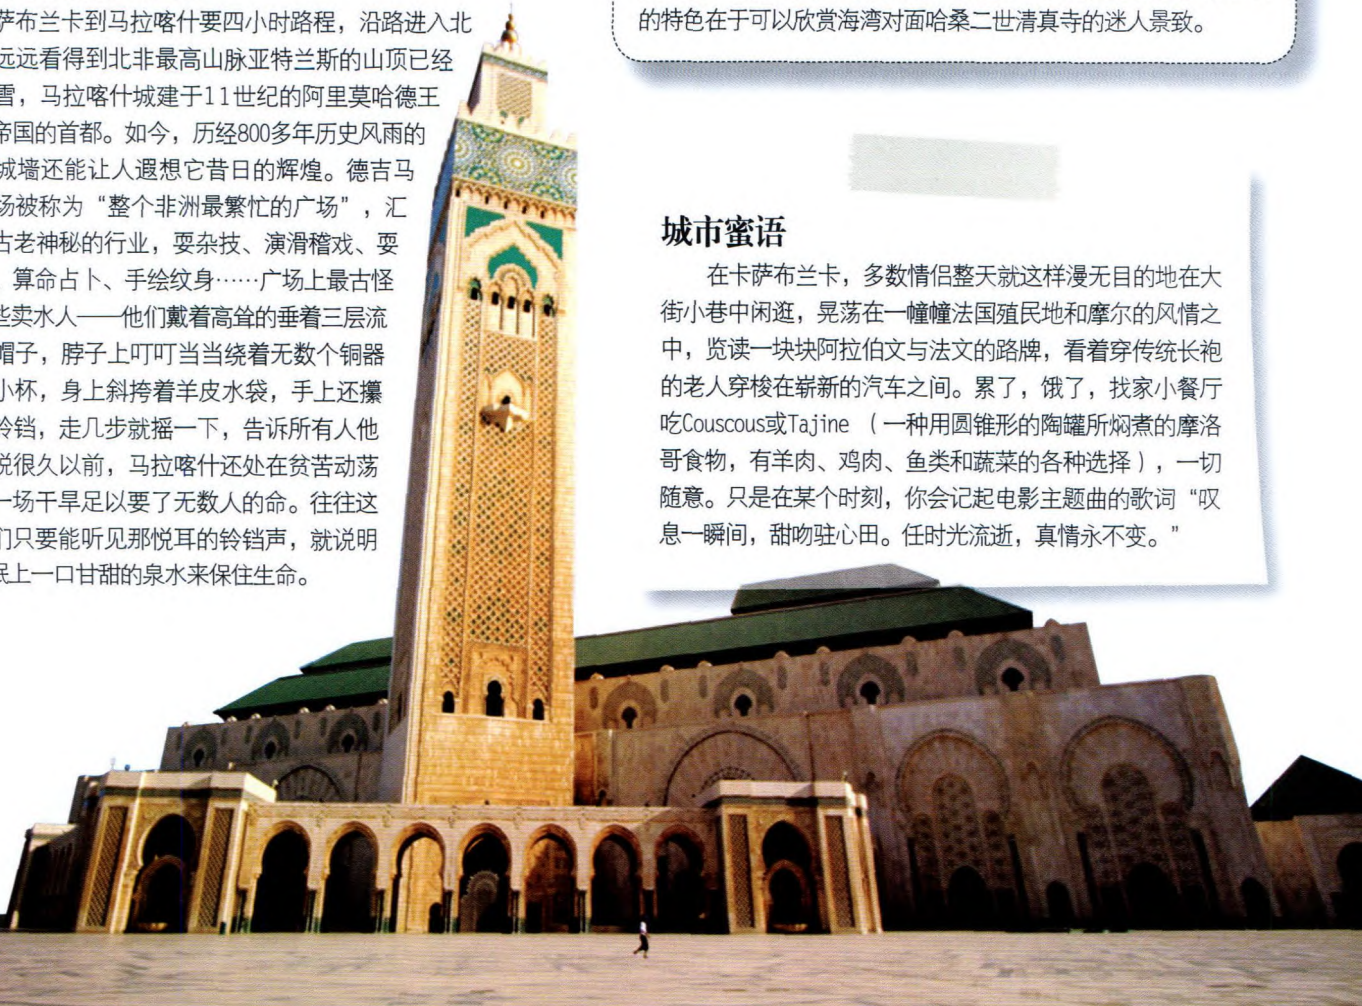 萨布兰卡到马拉喀什要四小时路程，沿路进入北
远远看得到北非最高山脉亚特兰斯的山顶已经
雪，马拉喀什城建于11世纪的阿里莫哈德王
帝国的首都。如今，历经800多年历史风雨的
城墙还能让人遐想它昔日的辉煌。德吉马
场被称为“整个非洲最繁忙的广场”，汇
古老神秘的行业，耍杂技、演滑稽戏、耍
算命占卜、手绘纹身……广场上最古怪
些卖水人——他们戴着高耸的垂着三层流
帽子，脖子上叮叮当当绕着无数个铜器
小杯，身上斜挎着羊皮水袋，手上还攥
铃铛，走几步就摇一下，告诉所有人他
说很久以前，马拉喀什还处在贫苦动荡
一场干旱足以要了无数人的命。往往这
们只要能听见那悦耳的铃铛声，就说明
民上一口甘甜的泉水来保住生命。
的特色在于可以欣赏海湾对面哈桑二世清真寺的迷人景致。
城市蜜语
在卡萨布兰卡，多数情侣整天就这样漫无目的地在大
街小巷中闲逛，晃荡在一幢幢法国殖民地和摩尔的风情之
中，览读一块块阿拉伯文与法文的路牌，看着穿传统长袍
的老人穿梭在崭新的汽车之间。累了，饿了，找家小餐厅
吃Couscous或Tajine （一种用圆锥形的陶罐所焖煮的摩洛
哥食物，有羊肉、鸡肉、鱼类和蔬菜的各种选择），一切
随意。只是在某个时刻，你会记起电影主题曲的歌词“叹
息一瞬间，甜吻驻心田。任时光流逝，真情永不变。”